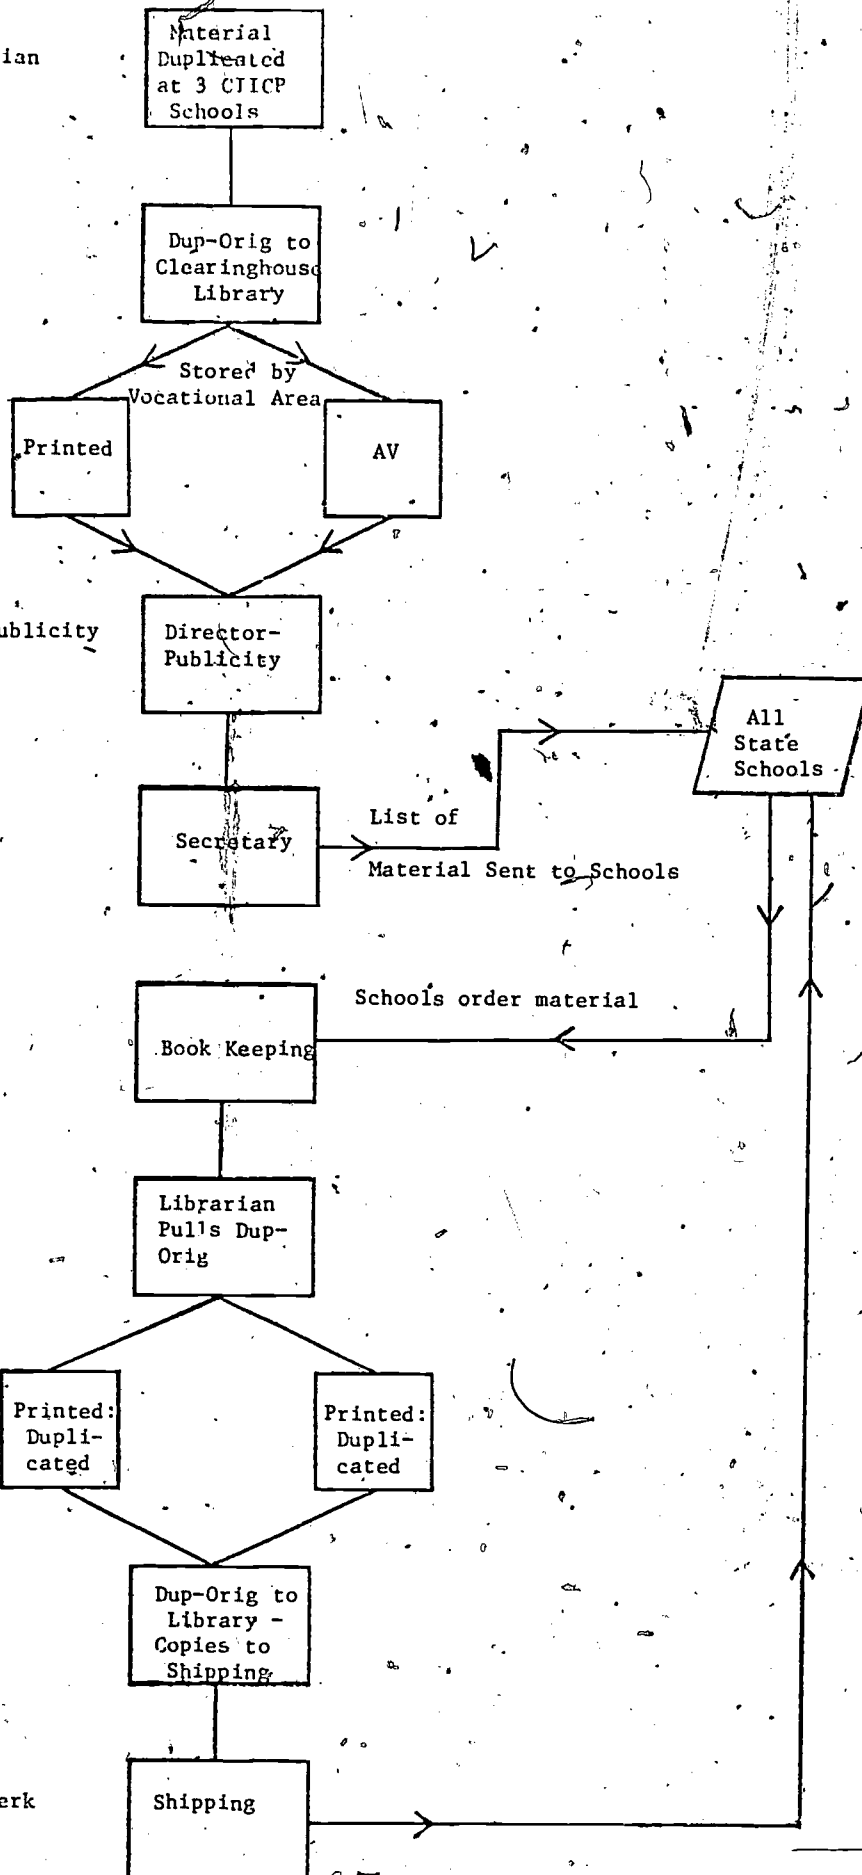 Material
ian
Duplicated
at 3 CTICP
Schools
Dup-Orig to
Clearinghouse
Library
Stored by
Vocational Area
Printed
AV
ublicity
Director-
Publicity
All
State
Schools
List of
Secretary
Material Sent to Schools
Schools order material
Book Keeping
Librarian
Pulls Dup-
Orig
Printed:
Dupli-
cated
Printed:
Dupli-
cated
Dup-Orig to
Library -
Copies to
Shipping
erk
Shipping